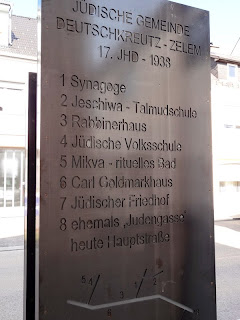 JÜDISCHE GEMEINDE
DEUTSCHKREUTZ - ZELEM
17. JHD - 1938
1 Synagoge
2 Jeschiwa - Talmudschule
3 Rabbinerhaus
4 Jüdische Volksschule
5 Mikva - rituelles Bad
6 Carl Goldmarkhaus
7 Jüdischer Friedhof
8 ehemals „Judengasse"
heute Hauptstraße